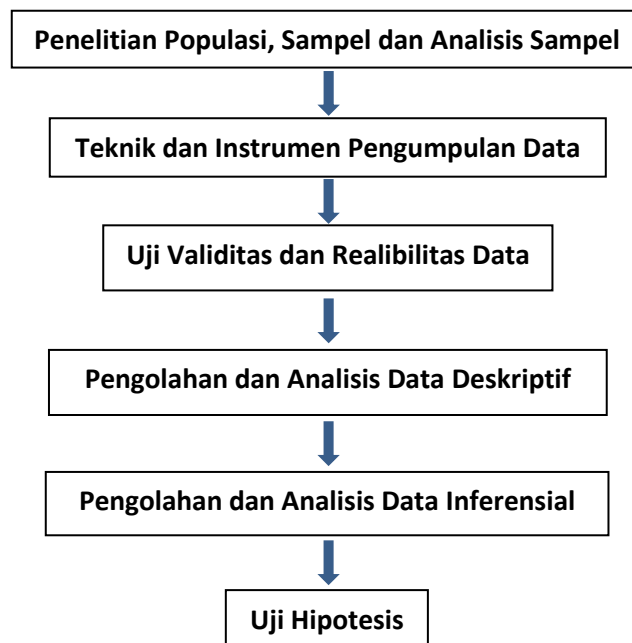 Penelitian Populasi, Sampel dan Analisis Sampel
Teknik dan Instrumen Pengumpulan Data
Uji Validitas dan Realibilitas Data
Pengolahan dan Analisis Data Deskriptif
Pengolahan dan Analisis Data Inferensial
Uji Hipotesis